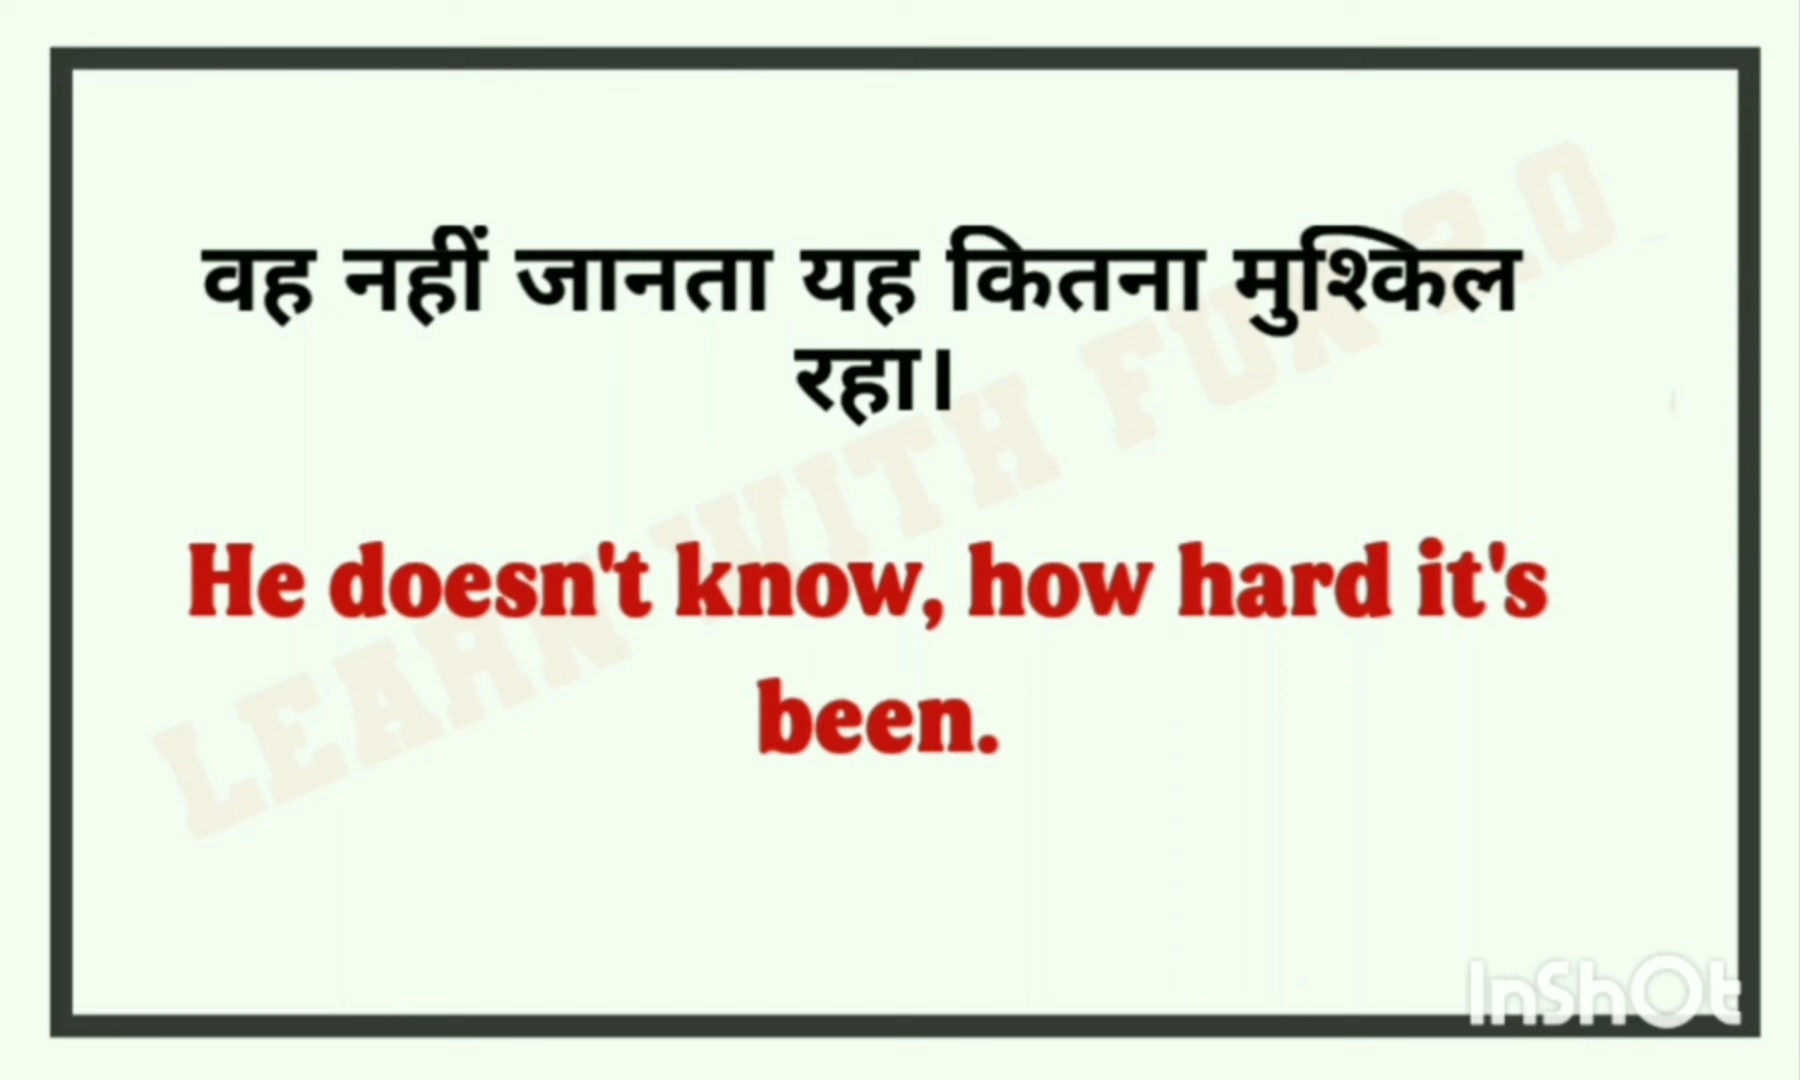 वह नहीं जानता यह कितना मुश्किल
रहा।
He doesn't know, how hard it's
been.
LEARN WITH FUN 2.0
InShOt